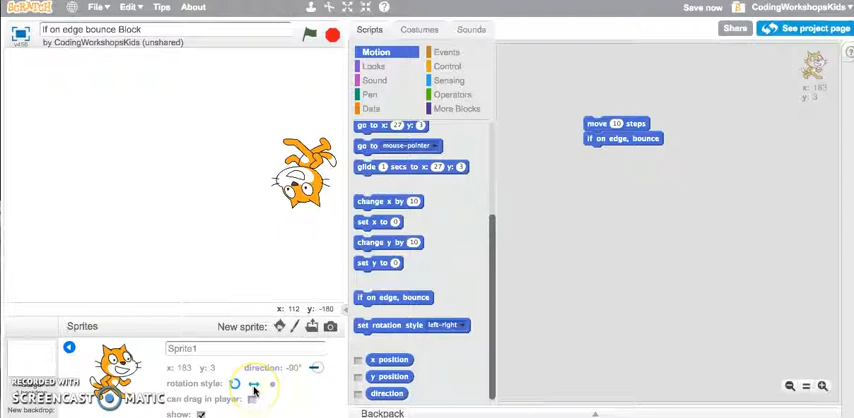 SCRATCH File Edit Tips About Save now CodingWorkshopsKids
If on edge bounce Block
by CodingWorkshopsKids (unshared)
v458
Scripts Costumes Sounds
Share See project page
Motion Events
Looks Control
Sound Sensing
Pen Operators
Data More Blocks
x: 183
y: 3
go to x: 27 y: 3
go to mouse-pointer
glide 1 secs to x: 27 y: 3
change x by 10
set x to 0
change y by 10
set y to 0
if on edge, bounce
set rotation style left-right
x position
y position
direction
move 10 steps
if on edge, bounce
x: 112 y: -180
Sprites New sprite:
Sprite1
x: 183 y: 3 direction: -90°
rotation style:
can drag in player:
show:
New backdrop:
RECORDED WITH
SCREENCAST MATIC
Backpack